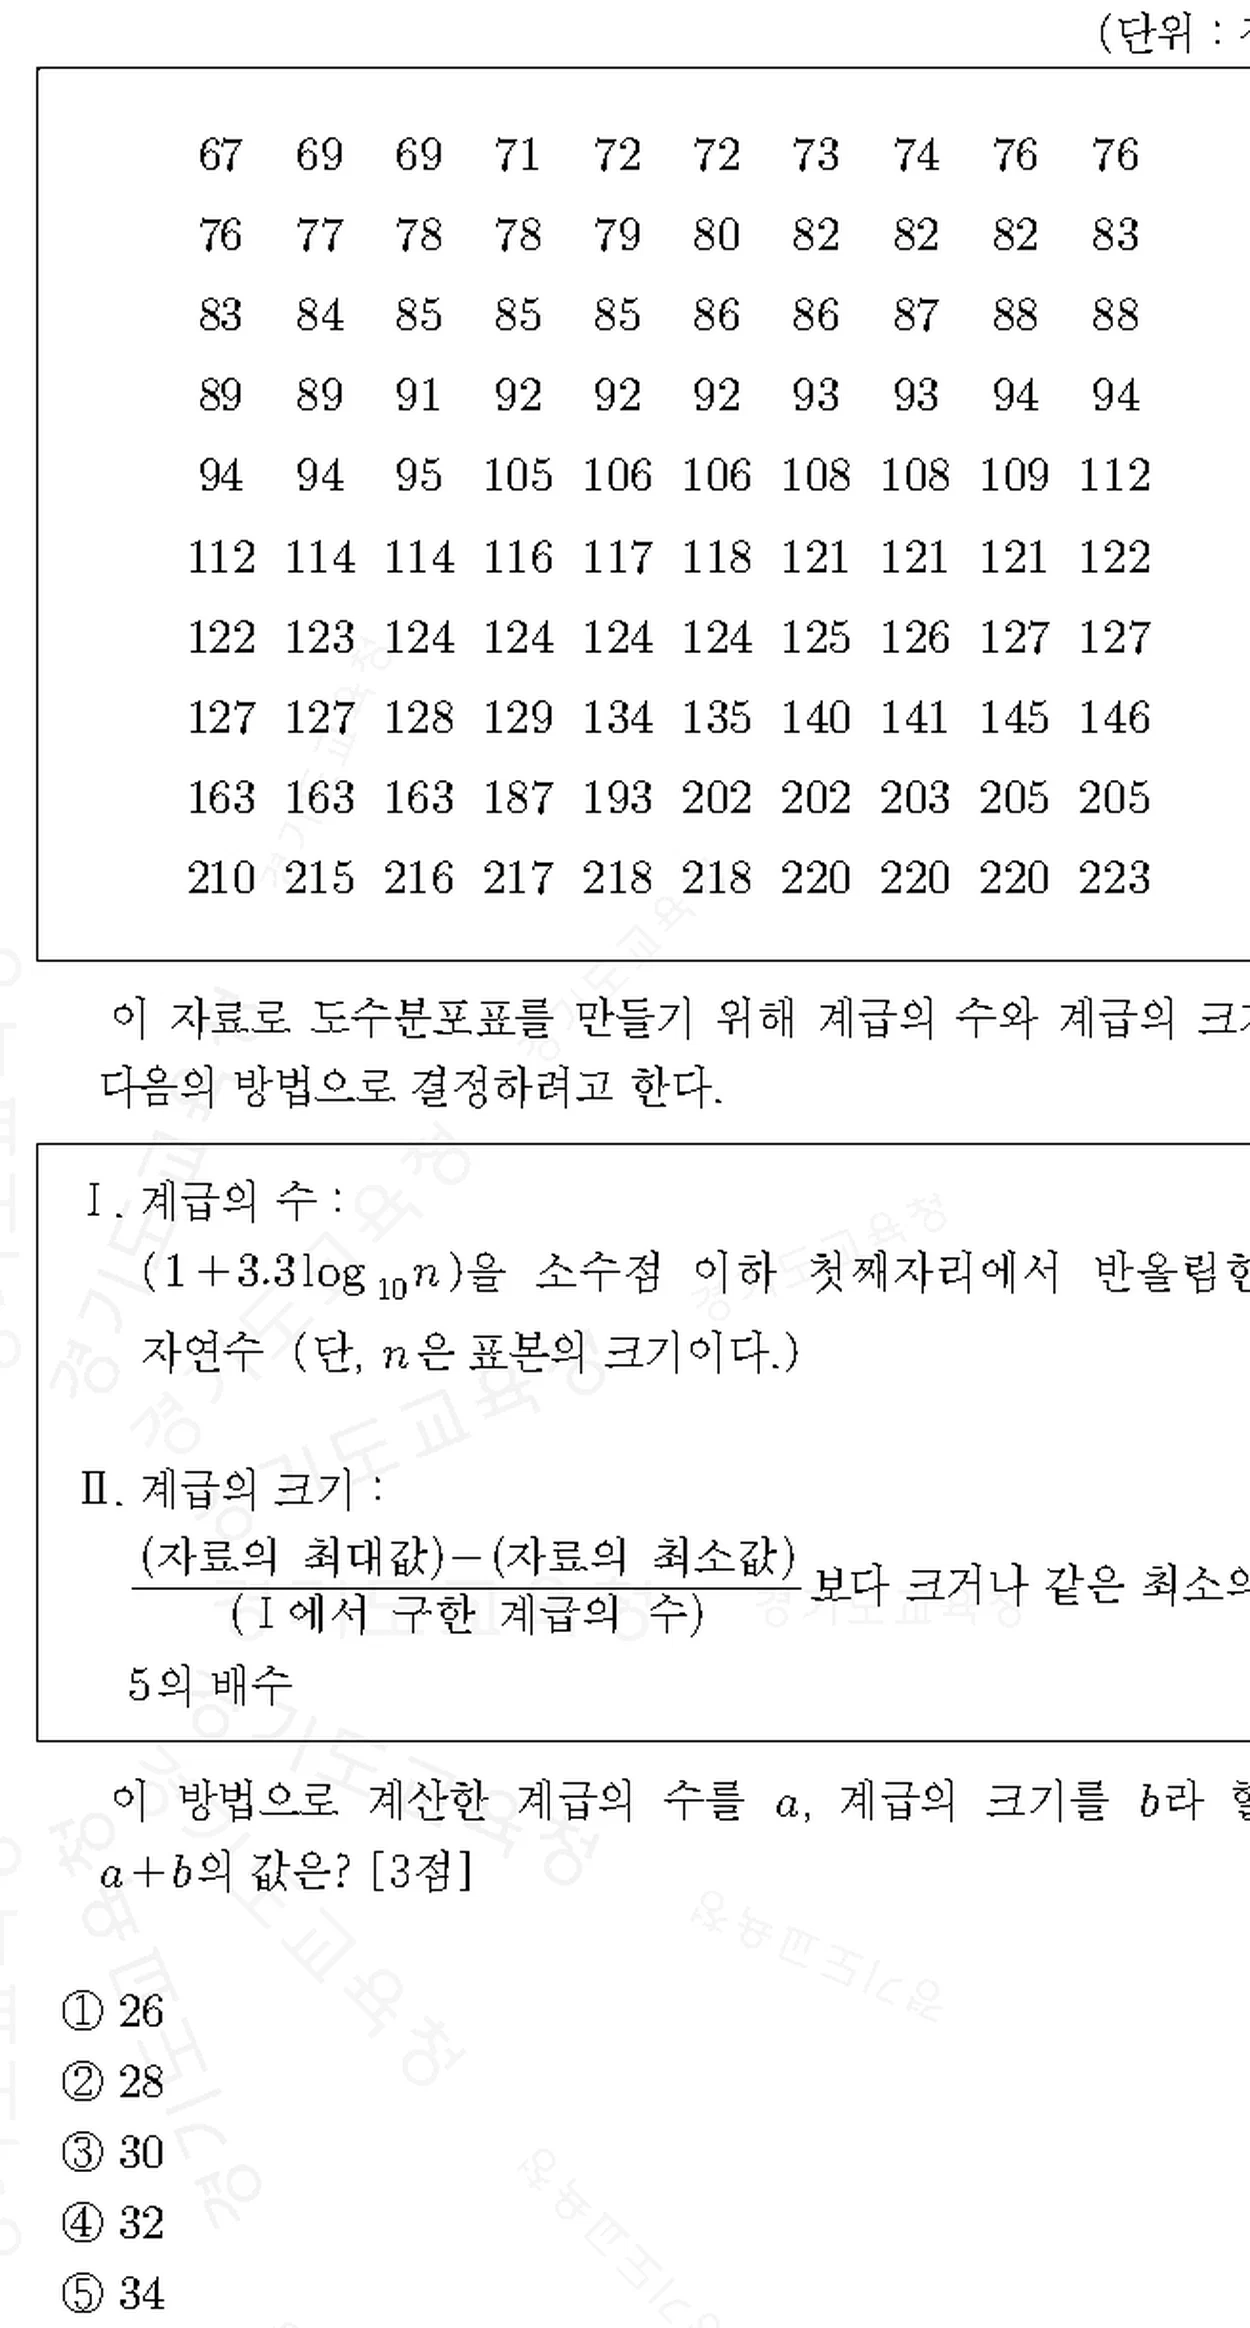 (단위 :
67 69 69 71 72 72 73 74 76 76
76 77 78 78 79 80 82 82 82 83
83 84 85 85 85 86 86 87 88 88
89 89 91 92 92 92 93 93 94 94
94 94 95 105 106 106 108 108 109 112
112 114 114 116 117 118 121 121 121 122
122 123 124 124 124 124 125 126 127 127
127 127 128 129 134 135 140 141 145 146
163 163 163 187 193 202 202 203 205 205
210 215 216 217 218 218 220 220 220 223
이 자료로 도수분포표를 만들기 위해 계급의 수와 계급의 크기
다음의 방법으로 결정하려고 한다.
Ⅰ. 계급의 수 :
(1+3.3log₁₀n)을 소수점 이하 첫째자리에서 반올림한
자연수 (단, n은 표본의 크기이다.)
Ⅱ. 계급의 크기 :
(자료의 최대값)-(자료의 최소값)
(Ⅰ에서 구한 계급의 수)
보다 크거나 같은 최소의
5의 배수
이 방법으로 계산한 계급의 수를 a, 계급의 크기를 b라 할
a+b의 값은? [3점]
① 26
② 28
③ 30
④ 32
⑤ 34